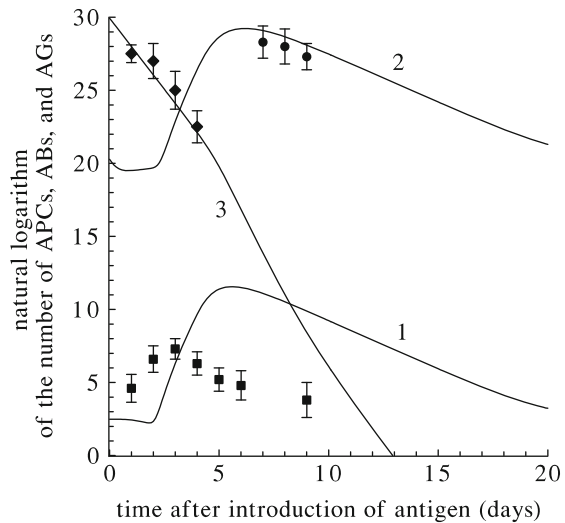 natural logarithm
of the number of APCs, ABs, and AGs
30
25
20
15
10
5
0
2
3
1
0 5 10 15 20
time after introduction of antigen (days)